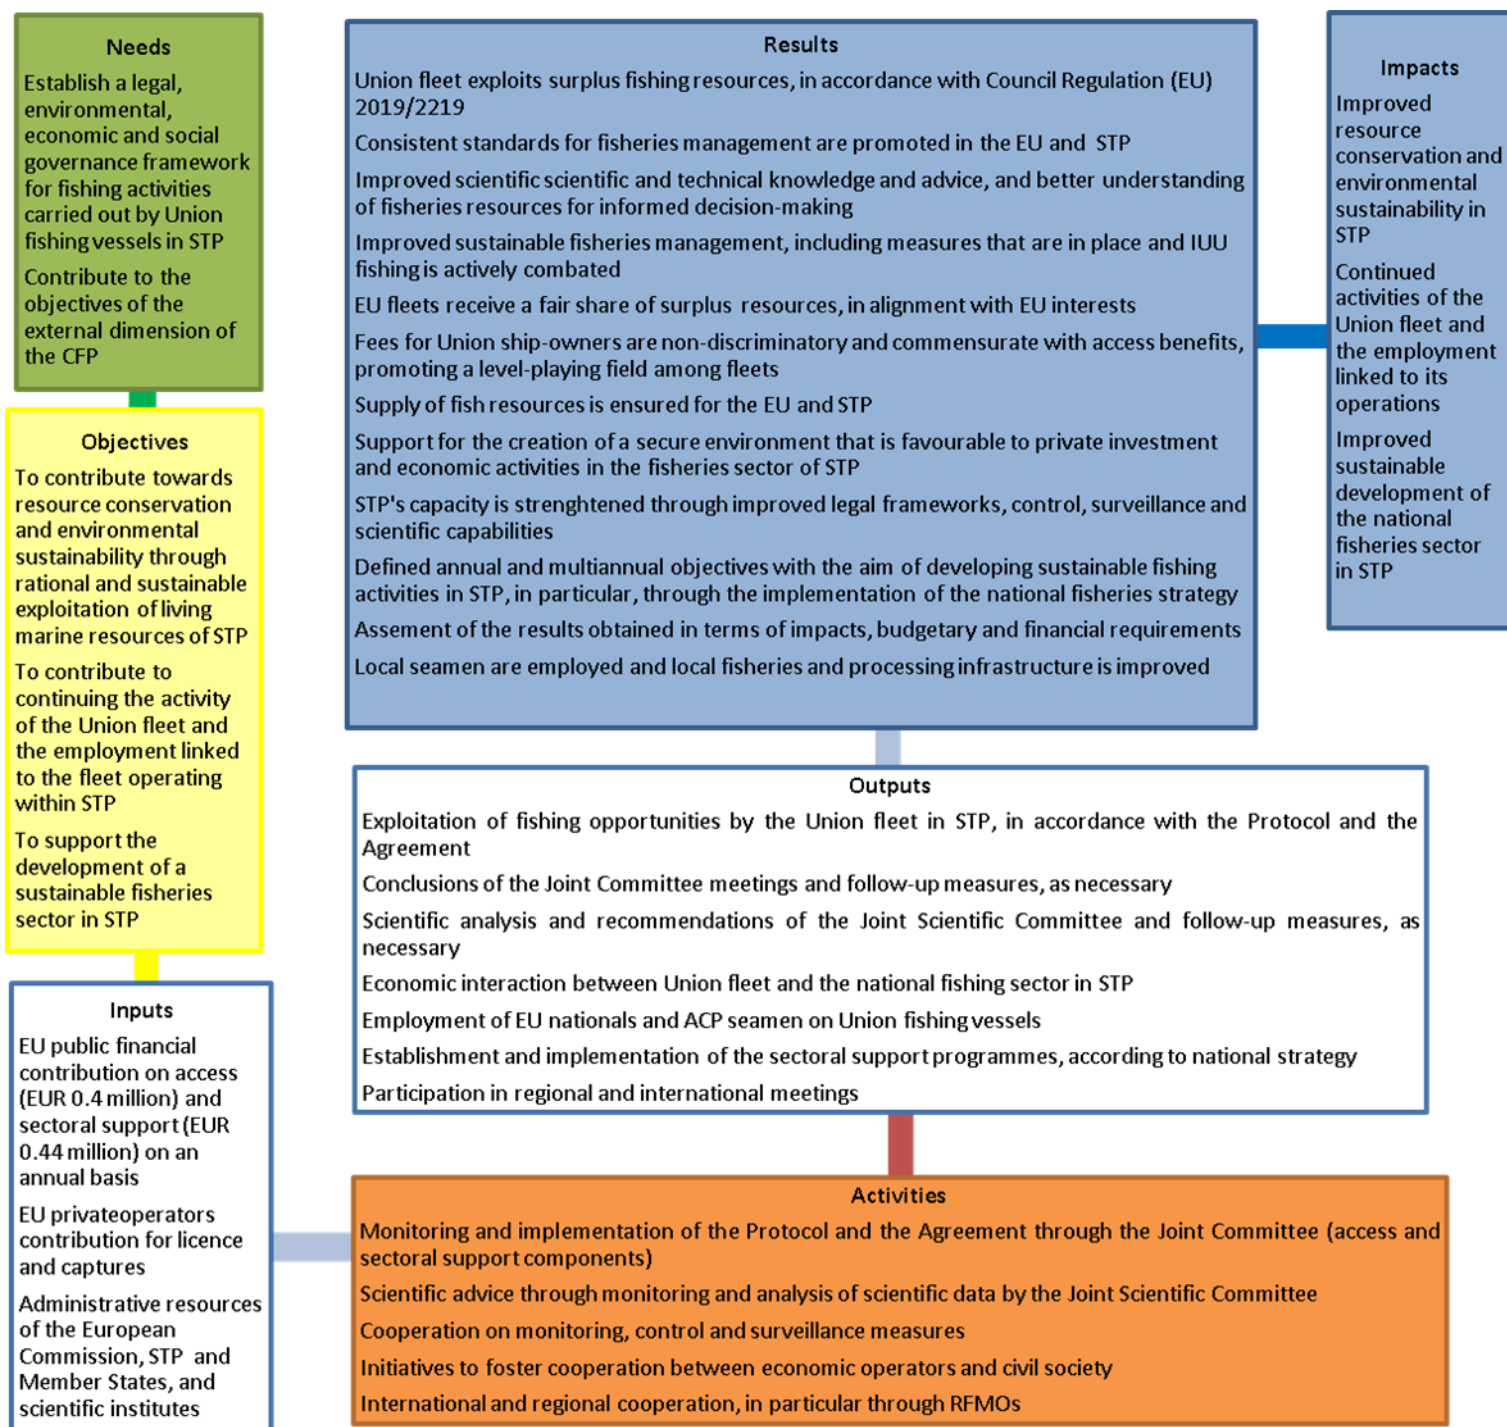 Needs
Establish a legal,
environmental,
economic and social
governance framework
for fishing activities
carried out by Union
fishing vessels in STP
Contribute to the
objectives of the
external dimension of
the CFP
Objectives
To contribute towards
resource conservation
and environmental
sustainability through
rational and sustainable
exploitation of living
marine resources of STP
To contribute to
continuing the activity
of the Union fleet and
the employment linked
to the fleet operating
within STP
To support the
development of a
sustainable fisheries
sector in STP
Inputs
EU public financial
contribution on access
(EUR 0.4 million) and
sectoral support (EUR
0.44 million) on an
annual basis
EU privateoperators
contribution for licence
and captures
Administrative resources
of the European
Commission, STP and
Member States, and
scientific institutes
Activities
Monitoring and implementation of the Protocol and the Agreement through the Joint Committee (access and
sectoral support components)
Scientific advice through monitoring and analysis of scientific data by the Joint Scientific Committee
Cooperation on monitoring, control and surveillance measures
Initiatives to foster cooperation between economic operators and civil society
International and regional cooperation, in particular through RFMOs
Outputs
Exploitation of fishing opportunities by the Union fleet in STP, in accordance with the Protocol and the
Agreement
Conclusions of the Joint Committee meetings and follow-up measures, as necessary
Scientific analysis and recommendations of the Joint Scientific Committee and follow-up measures, as
necessary
Economic interaction between Union fleet and the national fishing sector in STP
Employment of EU nationals and ACP seamen on Union fishing vessels
Establishment and implementation of the sectoral support programmes, according to national strategy
Participation in regional and international meetings
Results
Union fleet exploits surplus fishing resources, in accordance with Council Regulation (EU)
2019/2219
Consistent standards for fisheries management are promoted in the EU and STP
Improved scientific scientific and technical knowledge and advice, and better understanding
of fisheries resources for informed decision-making
Improved sustainable fisheries management, including measures that are in place and IUU
fishing is actively combated
EU fleets receive a fair share of surplus resources, in alignment with EU interests
Fees for Union ship-owners are non-discriminatory and commensurate with access benefits,
promoting a level-playing field among fleets
Supply of fish resources is ensured for the EU and STP
Support for the creation of a secure environment that is favourable to private investment
and economic activities in the fisheries sector of STP
STP's capacity is strenghtened through improved legal frameworks, control, surveillance and
scientific capabilities
Defined annual and multiannual objectives with the aim of developing sustainable fishing
activities in STP, in particular, through the implementation of the national fisheries strategy
Assement of the results obtained in terms of impacts, budgetary and financial requirements
Local seamen are employed and local fisheries and processing infrastructure is improved
Impacts
Improved
resource
conservation and
environmental
sustainability in
STP
Continued
activities of the
Union fleet and
the employment
linked to its
operations
Improved
sustainable
development of
the national
fisheries sector
in STP